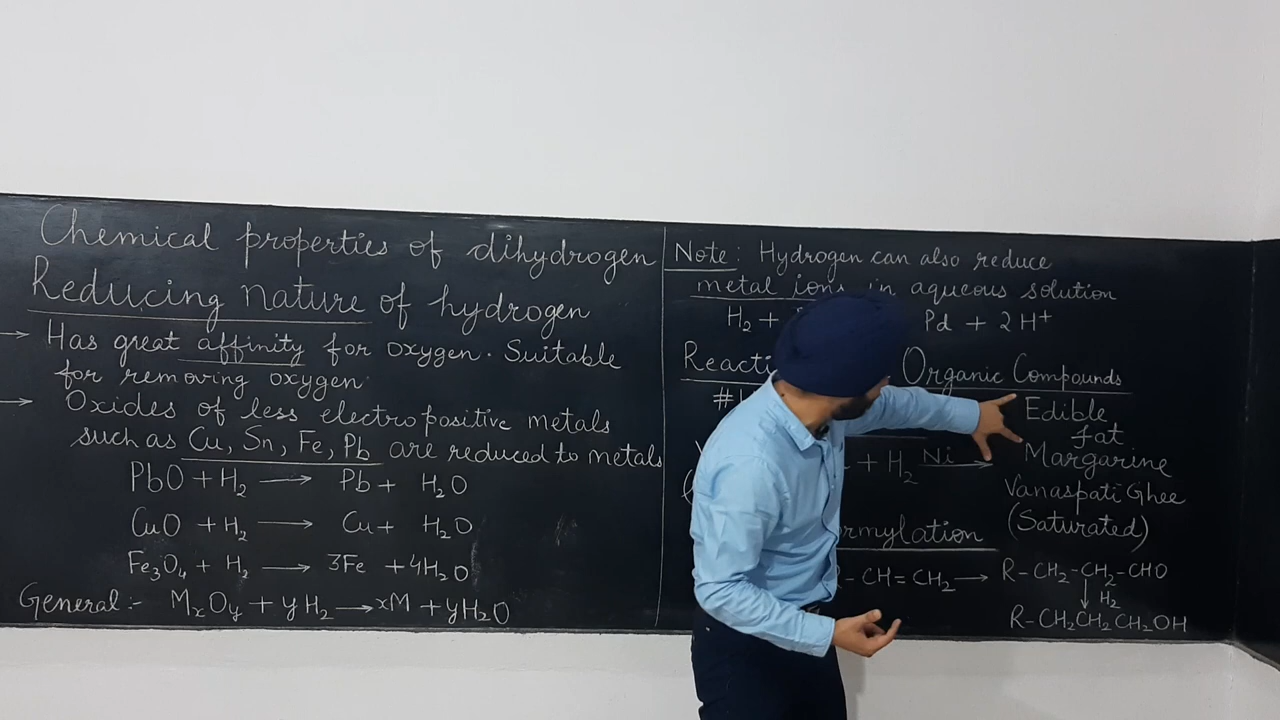 Chemical properties of dihydrogen
Reducing nature of hydrogen
→ Has great affinity for oxygen. Suitable
for removing oxygen.
→ Oxides of less electropositive metals
such as Cu, Sn, Fe, Pb are reduced to metals
PbO + H₂ → Pb + H₂O
CuO + H₂ → Cu + H₂O
Fe₃O₄ + H₂ → 3Fe + 4H₂O
General:- MₓOᵧ + yH₂ → xM + yH₂O
Note: Hydrogen can also reduce
metal ions in aqueous solution
H₂ + Pd + 2H⁺
Organic Compounds
#
Edible
fat
+ H₂ Ni → Margarine
Vanaspati Ghee
(Saturated)
- CH=CH₂ → R-CH₂-CH₂-CHO
↓ H₂
R-CH₂CH₂CH₂OH